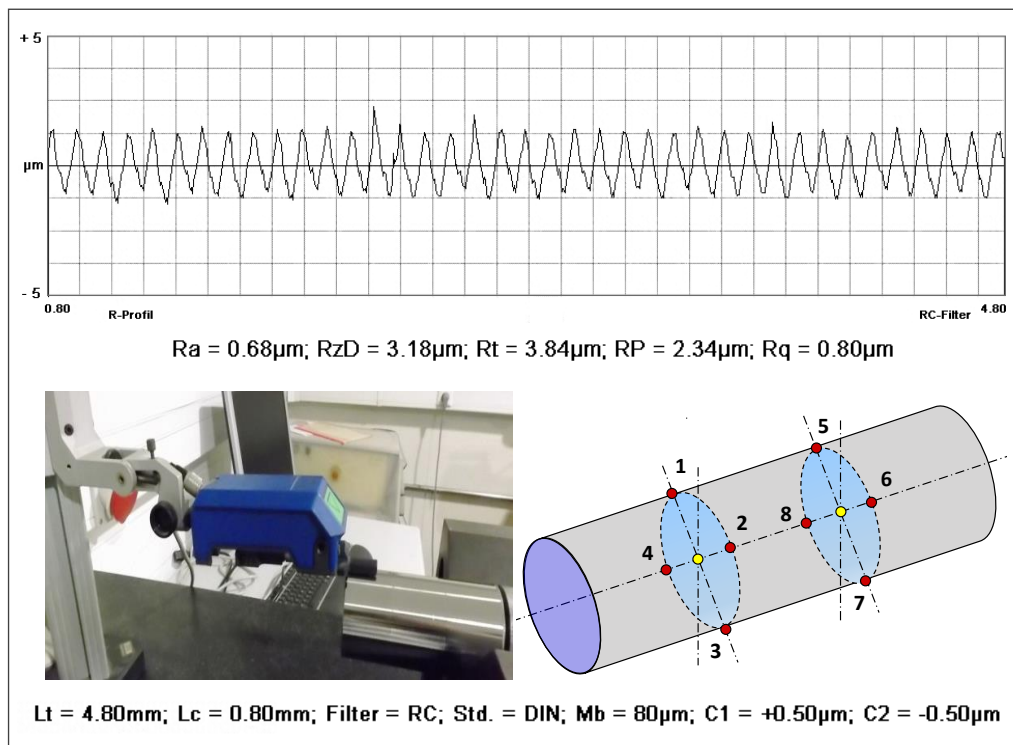 + 5
µm
- 5
0.80
R-Profil
RC-Filter
4.80
Ra = 0.68µm; RzD = 3.18µm; Rt = 3.84µm; RP = 2.34µm; Rq = 0.80µm
1
2
3
4
5
6
7
8
Lt = 4.80mm; Lc = 0.80mm; Filter = RC; Std. = DIN; Mb = 80µm; C1 = +0.50µm; C2 = -0.50µm